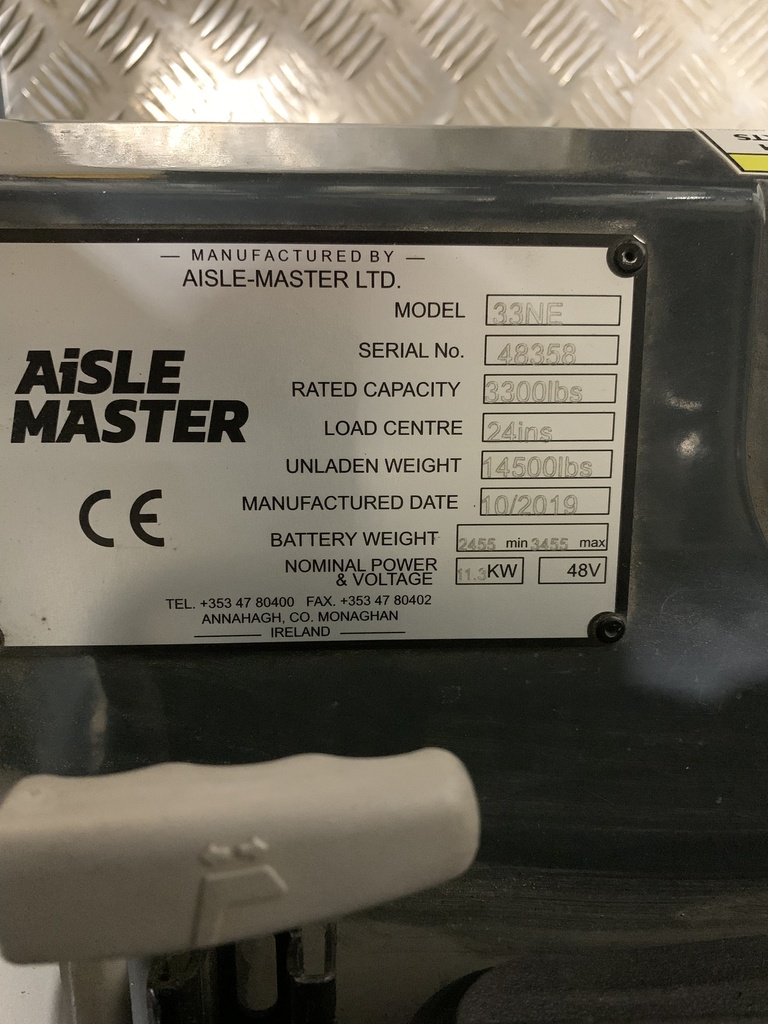 — MANUFACTURED BY —
AISLE-MASTER LTD.
MODEL 33NE
SERIAL No. 48358
RATED CAPACITY 3300lbs
LOAD CENTRE 24ins
UNLADEN WEIGHT 14500lbs
MANUFACTURED DATE 10/2019
BATTERY WEIGHT 2455 min 3455 max
NOMINAL POWER
& VOLTAGE 11.3KW 48V
AiSLE
MASTER
CE
TEL. +353 47 80400 FAX. +353 47 80402
ANNAHAGH, CO. MONAGHAN
IRELAND